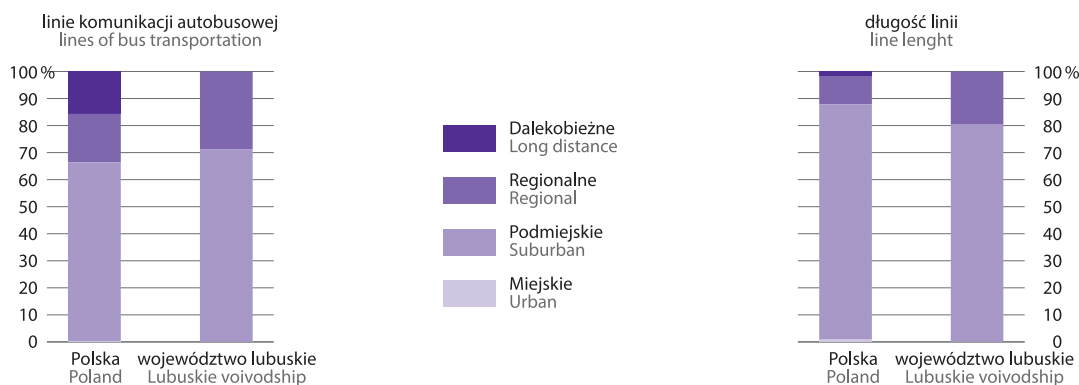 linie komunikacji autobusowej
lines of bus transportation
100 %
90
80
70
60
50
40
30
20
10
0
Polska
Poland
województwo lubuskie
Lubuskie voivodship
Dalekobieżne
Long distance
Regionalne
Regional
Podmiejskie
Suburban
Miejskie
Urban
długość linii
line lenght
100 %
90
80
70
60
50
40
30
20
10
0
Polska
Poland
województwo lubuskie
Lubuskie voivodship